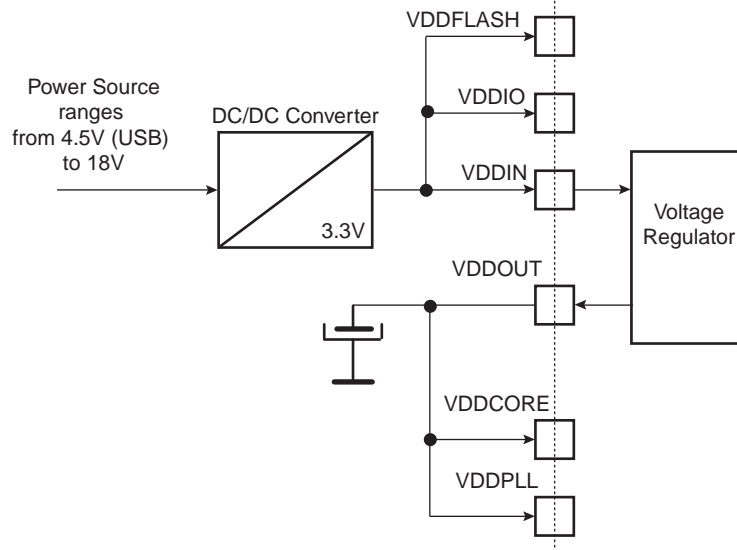 VDDFLASH
Power Source
ranges
from 4.5V (USB)
to 18V
DC/DC Converter
VDDIO
VDDIN
3.3V
Voltage
Regulator
VDDOUT
VDDCORE
VDDPLL